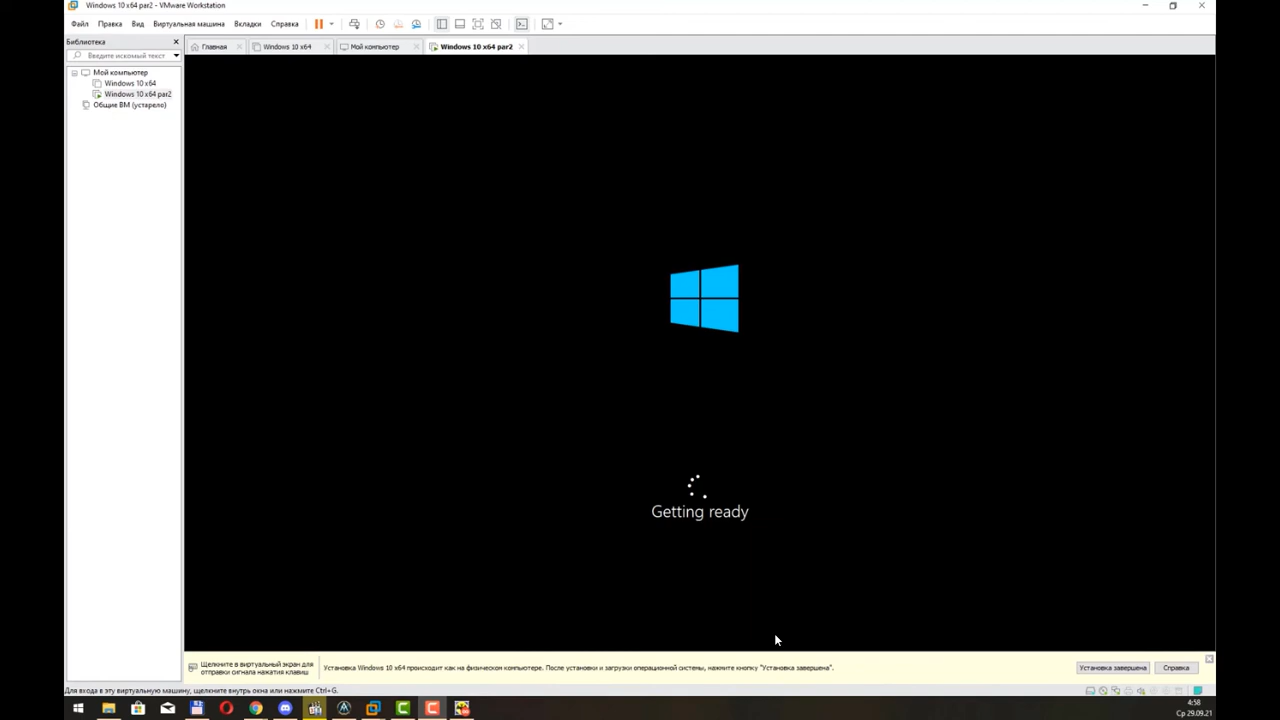 Windows 10 x64 par2 - VMware Workstation
Файл Правка Вид Виртуальная машина Вкладки Справка
Библиотека
Главная Windows 10 x64 Мой компьютер Windows 10 x64 par2
Введите искомый текст
Мой компьютер
Windows 10 x64
Windows 10 x64 par2
Общие ВМ (устарело)
Getting ready
Щелкните в виртуальный экран для
отправки сигнала нажатия клавиш
Установка Windows 10 x64 происходит как на физическом компьютере. После установки и загрузки операционной системы, нажмите кнопку "Установка завершена".
Установка завершена
Справка
Для входа в эту виртуальную машину, щелкните внутрь окна или нажмите Ctrl+G.
4:58
Ср 29.09.21